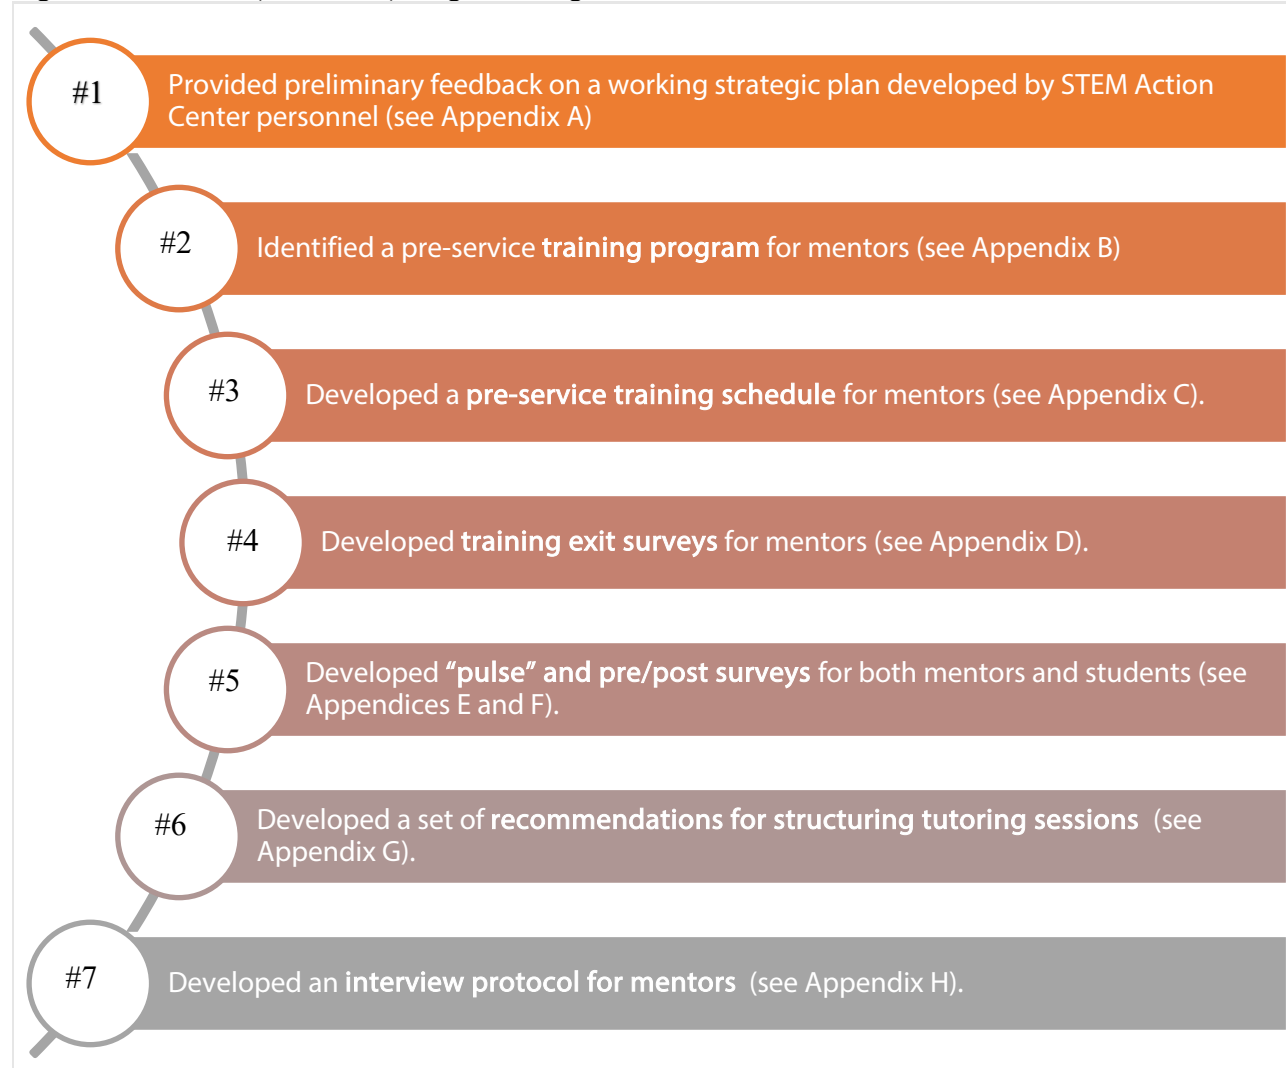 #1
Provided preliminary feedback on a working strategic plan developed by STEM Action
Center personnel (see Appendix A)
#2
Identified a pre-service training program for mentors (see Appendix B)
#3
Developed a pre-service training schedule for mentors (see Appendix C).
#4
Developed training exit surveys for mentors (see Appendix D).
#5
Developed “pulse” and pre/post surveys for both mentors and students (see
Appendices E and F).
#6
Developed a set of recommendations for structuring tutoring sessions (see
Appendix G).
#7
Developed an interview protocol for mentors (see Appendix H).